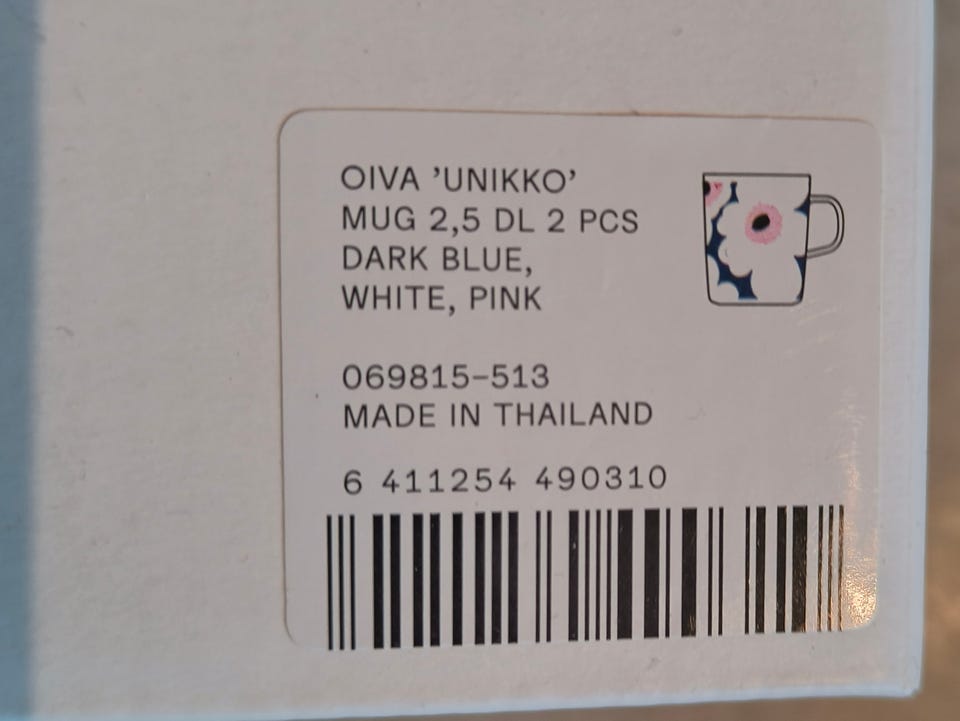 OIVA ’UNIKKO’
MUG 2,5 DL 2 PCS
DARK BLUE,
WHITE, PINK
069815-513
MADE IN THAILAND
6 411254 490310